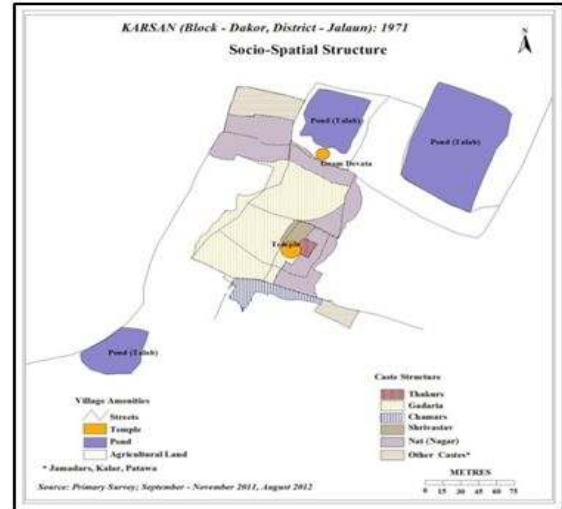 KARSAN (Block - Dakor, District - Jalaun): 1971
Socio-Spatial Structure
N
Pond (Talab)
Pond (Talab)
Gram Devata
Temple
Pond (Talab)
Village Amenities
Streets
Temple
Pond
Agricultural Land
* Jamadars, Kalar, Patawa
Caste Structure
Thakurs
Gadaria
Chamars
Shrivastav
Nat (Nagar)
Other Castes*
METRES
0 15 30 45 60 75
Source: Primary Survey; September - November 2011, August 2012